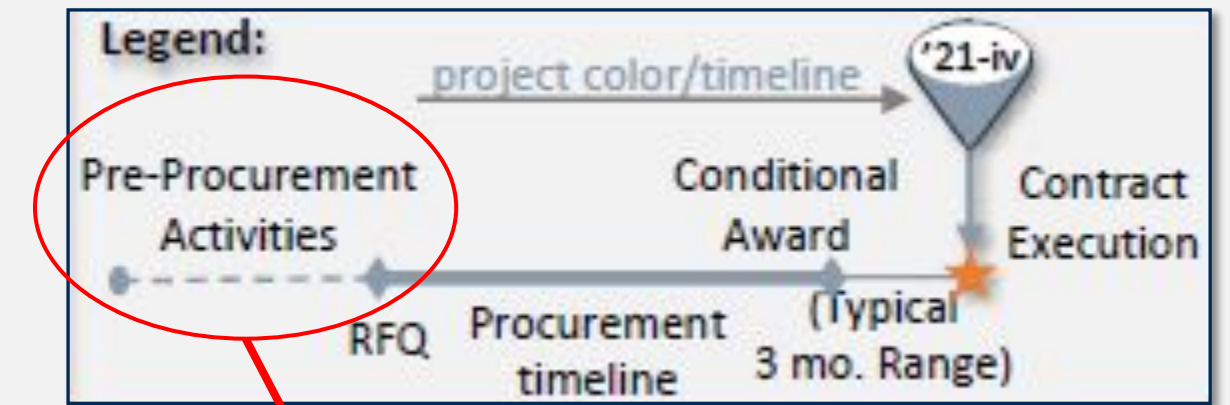 Legend:
project color/timeline
'21-iv
Pre-Procurement
Activities
Conditional
Award
Contract
Execution
RFQ
Procurement
timeline
(Typical
3 mo. Range)